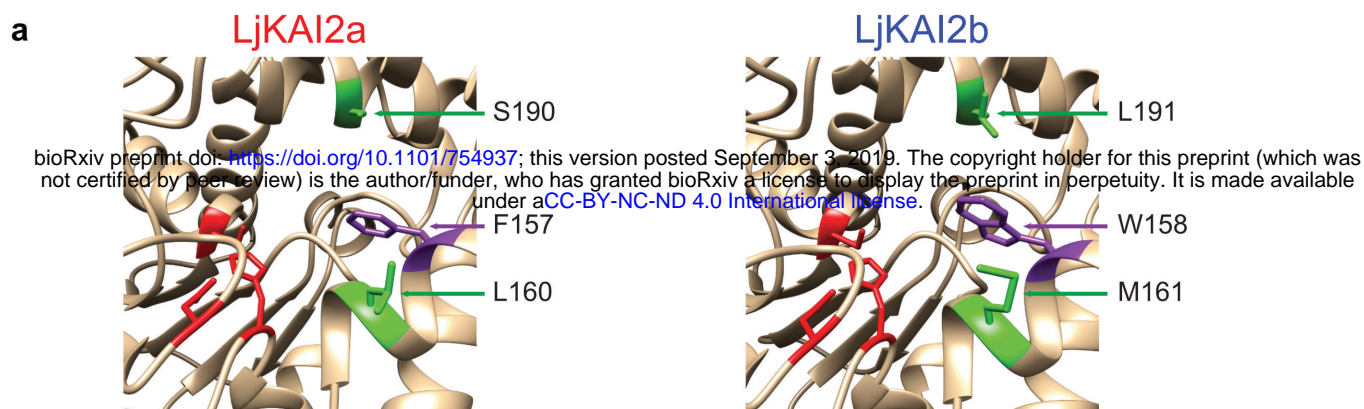 a
LjKAI2a
LjKAI2b
S190
L191
bioRxiv preprint doi: https://doi.org/10.1101/754937; this version posted September 3, 2019. The copyright holder for this preprint (which was
not certified by peer review) is the author/funder, who has granted bioRxiv a license to display the preprint in perpetuity. It is made available
under aCC-BY-NC-ND 4.0 International license.
F157
W158
L160
M161